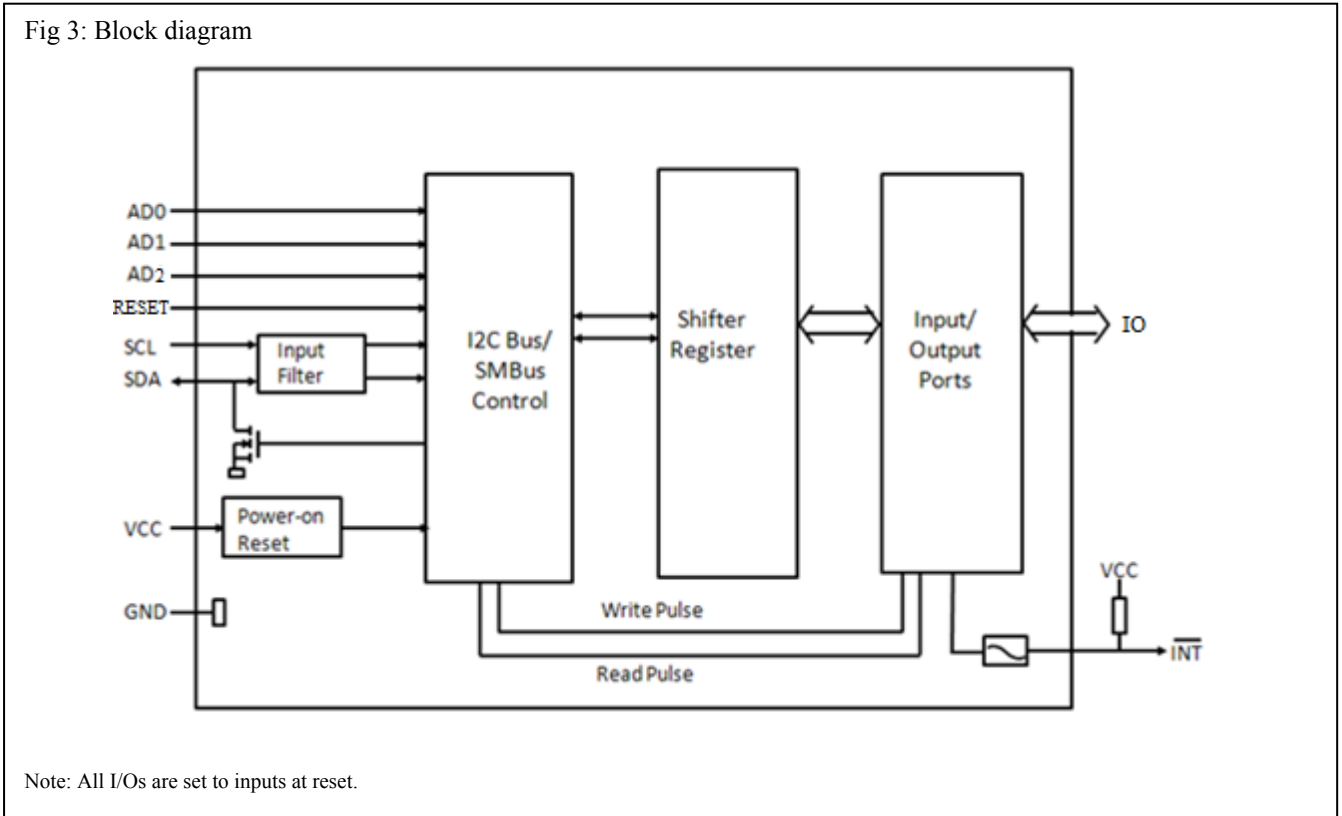 Fig 3: Block diagram
AD0
AD1
AD2
RESET
SCL
SDA
Input
Filter
I2C Bus/
SMBus
Control
Shifter
Register
Input/
Output
Ports
IO
VCC
Power-on
Reset
GND
Write Pulse
Read Pulse
VCC
INT
Note: All I/Os are set to inputs at reset.